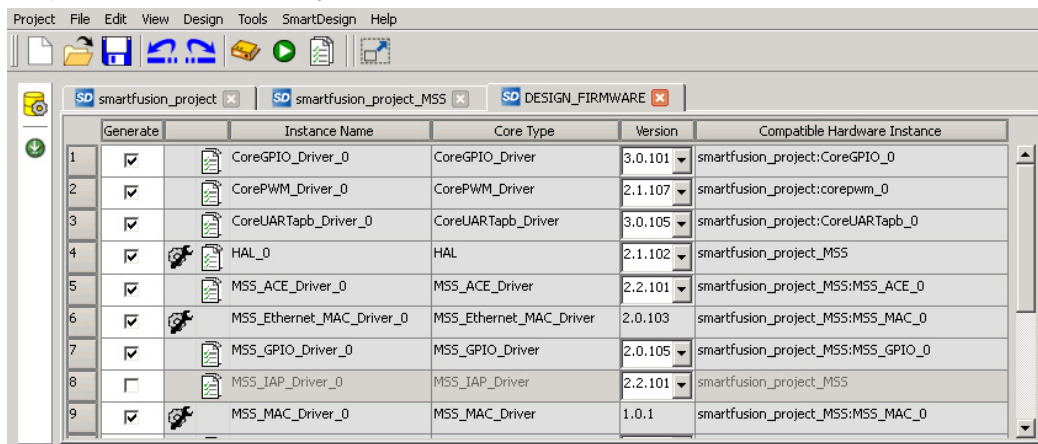 Project File Edit View Design Tools SmartDesign Help
SD smartfusion_project SD smartfusion_project_MSS SD DESIGN_FIRMWARE
Generate Instance Name Core Type Version Compatible Hardware Instance
1 CoreGPIO_Driver_0 CoreGPIO_Driver 3.0.101 smartfusion_project:CoreGPIO_0
2 CorePWM_Driver_0 CorePWM_Driver 2.1.107 smartfusion_project:corepwm_0
3 CoreUARTapb_Driver_0 CoreUARTapb_Driver 3.0.105 smartfusion_project:CoreUARTapb_0
4 HAL_0 HAL 2.1.102 smartfusion_project_MSS
5 MSS_ACE_Driver_0 MSS_ACE_Driver 2.2.101 smartfusion_project_MSS:MSS_ACE_0
6 MSS_Ethernet_MAC_Driver_0 MSS_Ethernet_MAC_Driver 2.0.103 smartfusion_project_MSS:MSS_MAC_0
7 MSS_GPIO_Driver_0 MSS_GPIO_Driver 2.0.105 smartfusion_project_MSS:MSS_GPIO_0
8 MSS_IAP_Driver_0 MSS_IAP_Driver 2.2.101 smartfusion_project_MSS
9 MSS_MAC_Driver_0 MSS_MAC_Driver 1.0.1 smartfusion_project_MSS:MSS_MAC_0